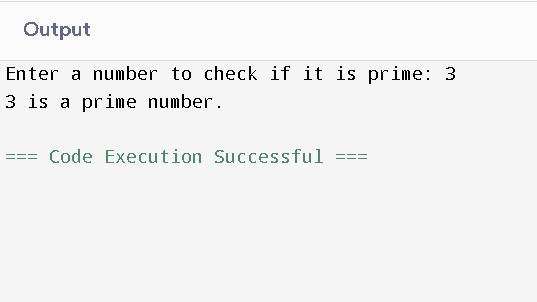 Output
Enter a number to check if it is prime: 3
3 is a prime number.
=== Code Execution Successful ===